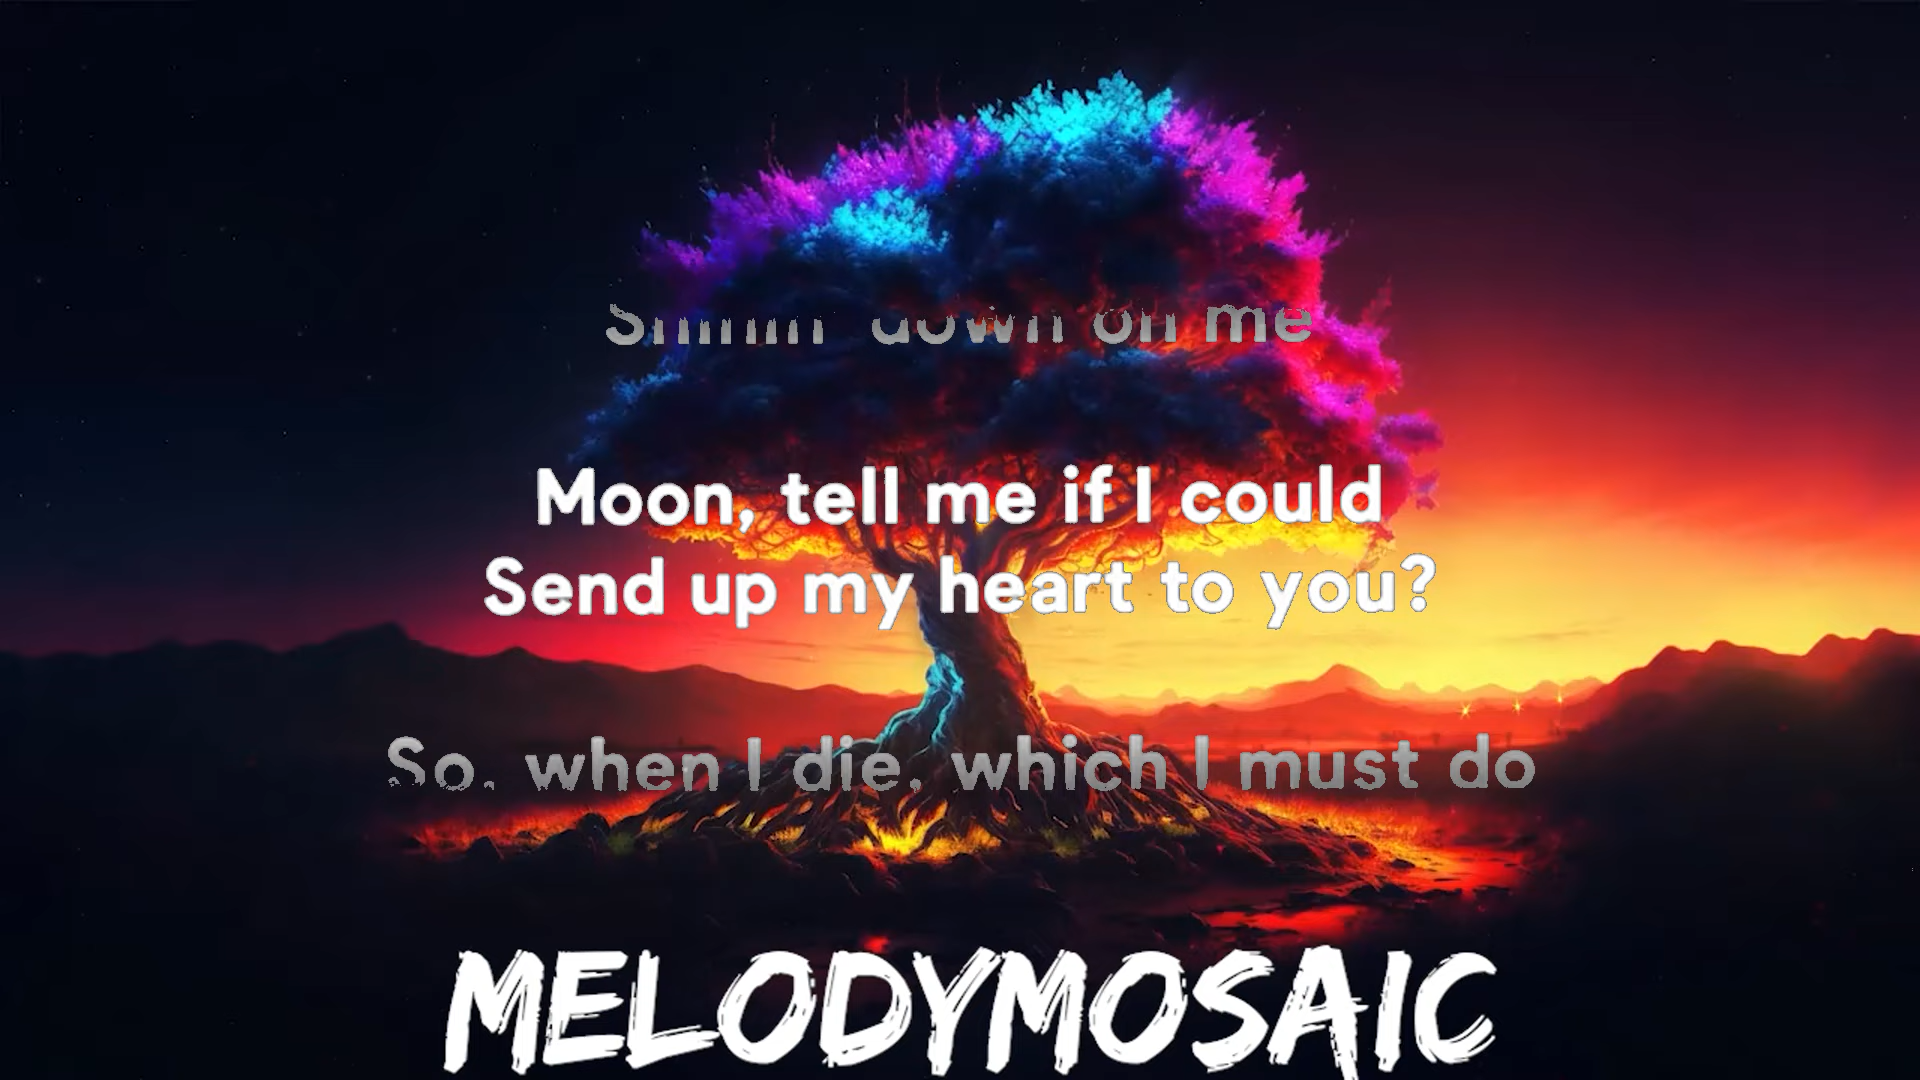 Shinin' down on me
Moon, tell me if I could
Send up my heart to you?
So, when I die, which I must do
MELODYMOSAIC